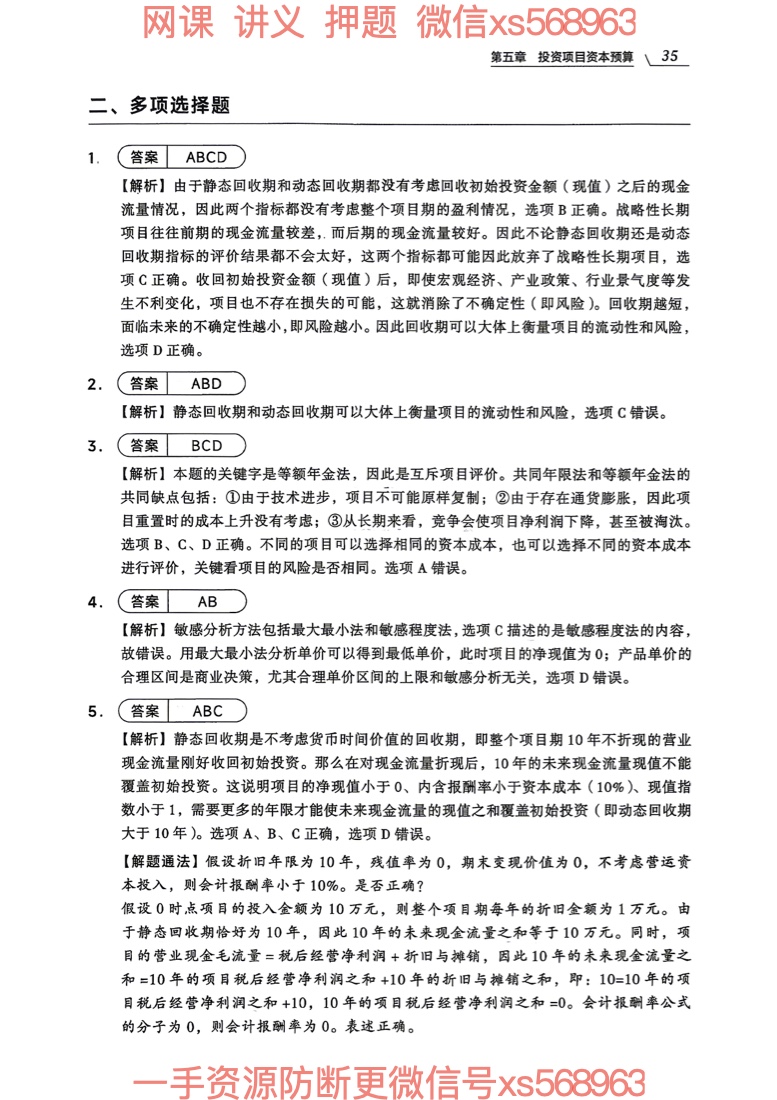 网课 讲义 押题 微信xs568963
第五章 投资项目资本预算 35
二、多项选择题
1. 答案 ABCD
【解析】由于静态回收期和动态回收期都没有考虑回收初始投资金额(现值)之后的现金
流量情况，因此两个指标都没有考虑整个项目期的盈利情况，选项 B 正确。战略性长期
项目往往前期的现金流量较差，而后期的现金流量较好。因此不论静态回收期还是动态
回收期指标的评价结果都不会太好，这两个指标都可能因此放弃了战略性长期项目，选
项 C 正确。收回初始投资金额(现值)后，即使宏观经济、产业政策、行业景气度等发
生不利变化，项目也不存在损失的可能，这就消除了不确定性(即风险)。回收期越短，
面临未来的不确定性越小，即风险越小。因此回收期可以大体上衡量项目的流动性和风险，
选项 D 正确。
2. 答案 ABD
【解析】静态回收期和动态回收期可以大体上衡量项目的流动性和风险，选项 C 错误。
3. 答案 BCD
【解析】本题的关键字是等额年金法，因此是互斥项目评价。共同年限法和等额年金法的
共同缺点包括：①由于技术进步，项目不可能原样复制；②由于存在通货膨胀，因此项
目重置时的成本上升没有考虑；③从长期来看，竞争会使项目净利润下降，甚至被淘汰。
选项 B、C、D 正确。不同的项目可以选择相同的资本成本，也可以选择不同的资本成本
进行评价，关键看项目的风险是否相同。选项 A 错误。
4. 答案 AB
【解析】敏感分析方法包括最大最小法和敏感程度法，选项 C 描述的是敏感程度法的内容，
故错误。用最大最小法分析单价可以得到最低单价，此时项目的净现值为 0；产品单价的
合理区间是商业决策，尤其合理单价区间的上限和敏感分析无关，选项 D 错误。
5. 答案 ABC
【解析】静态回收期是不考虑货币时间价值的回收期，即整个项目期 10 年不折现的营业
现金流量刚好收回初始投资。那么在对现金流量折现后，10 年的未来现金流量现值不能
覆盖初始投资。这说明项目的净现值小于 0、内含报酬率小于资本成本(10%)、现值指
数小于 1，需要更多的年限才能使未来现金流量的现值之和覆盖初始投资(即动态回收期
大于 10 年)。选项 A、B、C 正确，选项 D 错误。
【解题通法】假设折旧年限为 10 年，残值率为 0，期末变现价值为 0，不考虑营运资
本投入，则会计报酬率小于 10%。是否正确？
假设 0 时点项目的投入金额为 10 万元，则整个项目期每年的折旧金额为 1 万元。由
于静态回收期恰好为 10 年，因此 10 年的未来现金流量之和等于 10 万元。同时，项
目的营业现金毛流量 = 税后经营净利润 + 折旧与摊销，因此 10 年的未来现金流量之
和 =10 年的项目税后经营净利润之和 +10 年的折旧与摊销之和，即：10=10 年的项
目税后经营净利润之和 +10，10 年的项目税后经营净利润之和 =0。会计报酬率公式
的分子为 0，则会计报酬率为 0。表述正确。
一手资源防断更微信号xs568963